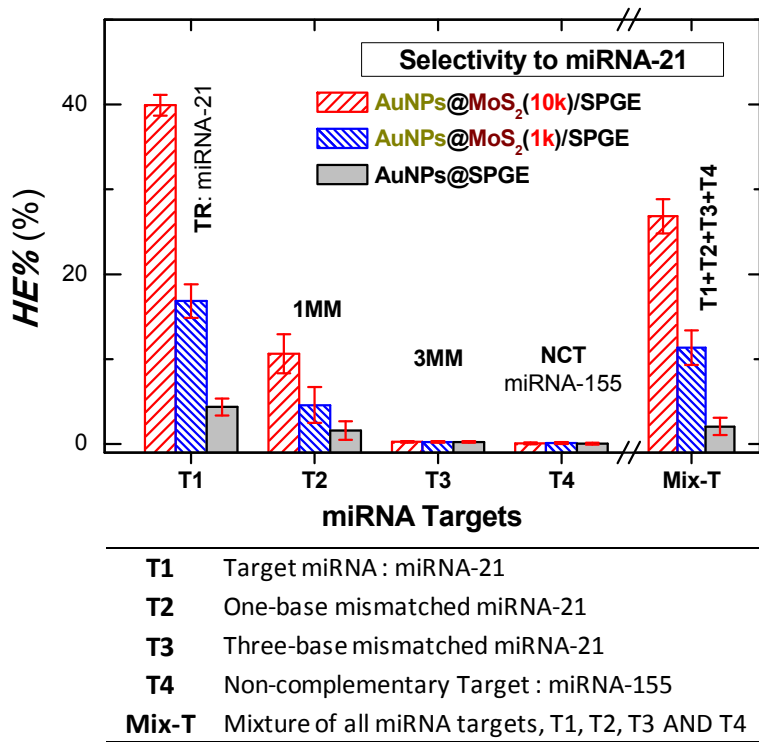 Selectivity to miRNA-21
AuNPs@MoS₂(10k)/SPGE
AuNPs@MoS₂(1k)/SPGE
AuNPs@SPGE
HE% (%)
40
20
0
TR: miRNA-21
1MM
3MM
NCT
miRNA-155
T1+T2+T3+T4
T1 T2 T3 T4 Mix-T
miRNA Targets
T1 Target miRNA : miRNA-21
T2 One-base mismatched miRNA-21
T3 Three-base mismatched miRNA-21
T4 Non-complementary Target : miRNA-155
Mix-T Mixture of all miRNA targets, T1, T2, T3 AND T4